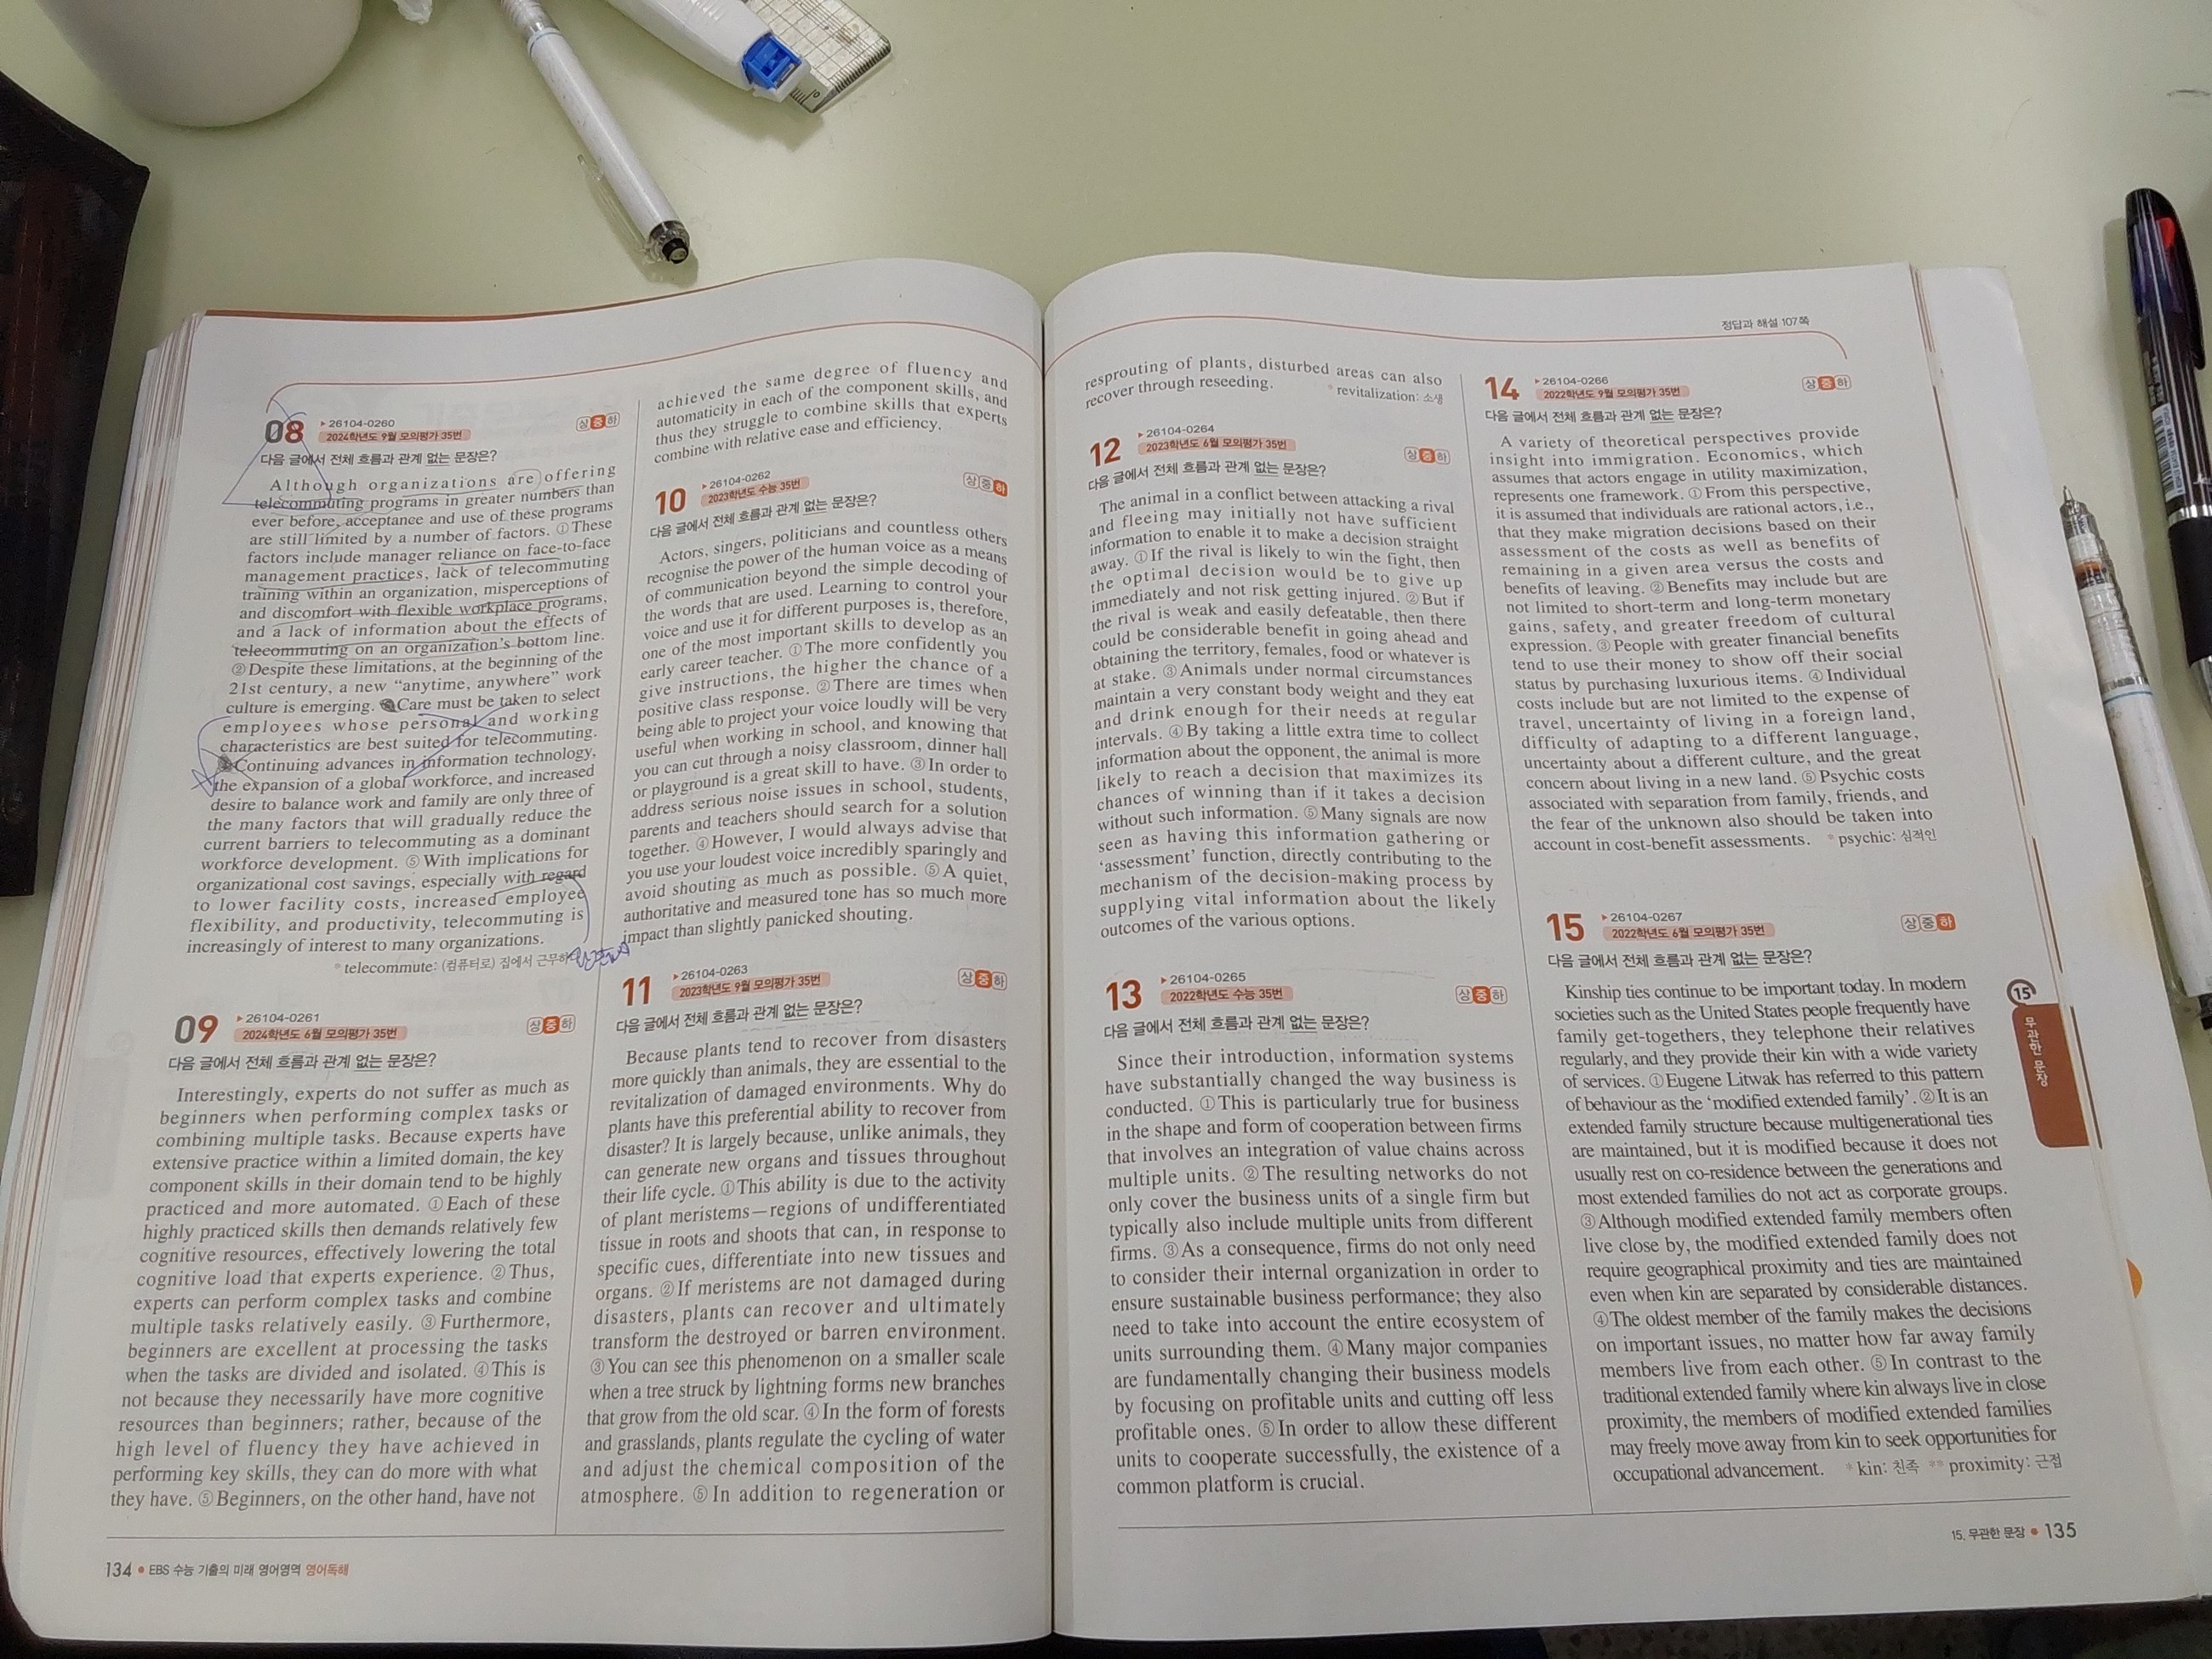 08
▸26104-0260
2024학년도 9월 모의평가 35번
상 중 하
다음 글에서 전체 흐름과 관계 없는 문장은?
Although organizations are offering
telecommuting programs in greater numbers than
ever before, acceptance and use of these programs
are still limited by a number of factors. ①These
factors include manager reliance on face-to-face
management practices, lack of telecommuting
training within an organization, misperceptions of
and discomfort with flexible workplace programs,
and a lack of information about the effects of
telecommuting on an organization's bottom line.
②Despite these limitations, at the beginning of the
21st century, a new “anytime, anywhere” work
culture is emerging. Care must be taken to select
employees whose personal and working
characteristics are best suited for telecommuting.
Continuing advances in information technology,
the expansion of a global workforce, and increased
desire to balance work and family are only three of
the many factors that will gradually reduce the
current barriers to telecommuting as a dominant
workforce development. ⑤With implications for
organizational cost savings, especially with regard
to lower facility costs, increased employee
flexibility, and productivity, telecommuting is
increasingly of interest to many organizations.
* telecommute: (컴퓨터로) 집에서 근무하다
09
▸26104-0261
2024학년도 6월 모의평가 35번
상 중 하
다음 글에서 전체 흐름과 관계 없는 문장은?
Interestingly, experts do not suffer as much as
beginners when performing complex tasks or
combining multiple tasks. Because experts have
extensive practice within a limited domain, the key
component skills in their domain tend to be highly
practiced and more automated. ①Each of these
highly practiced skills then demands relatively few
cognitive resources, effectively lowering the total
cognitive load that experts experience. ②Thus,
experts can perform complex tasks and combine
multiple tasks relatively easily. ③Furthermore,
beginners are excellent at processing the tasks
when the tasks are divided and isolated. ④This is
not because they necessarily have more cognitive
resources than beginners; rather, because of the
high level of fluency they have achieved in
performing key skills, they can do more with what
they have. ⑤Beginners, on the other hand, have not
achieved the same degree of fluency and
automaticity in each of the component skills, and
thus they struggle to combine skills that experts
combine with relative ease and efficiency.
10
▸26104-0262
2023학년도 수능 35번
상 중 하
다음 글에서 전체 흐름과 관계 없는 문장은?
Actors, singers, politicians and countless others
recognise the power of the human voice as a means
of communication beyond the simple decoding of
the words that are used. Learning to control your
voice and use it for different purposes is, therefore,
one of the most important skills to develop as an
early career teacher. ①The more confidently you
give instructions, the higher the chance of a
positive class response. ②There are times when
being able to project your voice loudly will be very
useful when working in school, and knowing that
you can cut through a noisy classroom, dinner hall
or playground is a great skill to have. ③In order to
address serious noise issues in school, students,
parents and teachers should search for a solution
together. ④However, I would always advise that
you use your loudest voice incredibly sparingly and
avoid shouting as much as possible. ⑤A quiet,
authoritative and measured tone has so much more
impact than slightly panicked shouting.
11
▸26104-0263
2023학년도 9월 모의평가 35번
상 중 하
다음 글에서 전체 흐름과 관계 없는 문장은?
Because plants tend to recover from disasters
more quickly than animals, they are essential to the
revitalization of damaged environments. Why do
plants have this preferential ability to recover from
disaster? It is largely because, unlike animals, they
can generate new organs and tissues throughout
their life cycle. ①This ability is due to the activity
of plant meristems—regions of undifferentiated
tissue in roots and shoots that can, in response to
specific cues, differentiate into new tissues and
organs. ②If meristems are not damaged during
disasters, plants can recover and ultimately
transform the destroyed or barren environment.
③You can see this phenomenon on a smaller scale
when a tree struck by lightning forms new branches
that grow from the old scar. ④In the form of forests
and grasslands, plants regulate the cycling of water
and adjust the chemical composition of the
atmosphere. ⑤In addition to regeneration or
134 • EBS 수능 기출의 미래 영어영역 영어독해
정답과 해설 107쪽
resprouting of plants, disturbed areas can also
recover through reseeding.
* revitalization: 소생
12
▸26104-0264
2023학년도 6월 모의평가 35번
상 중 하
다음 글에서 전체 흐름과 관계 없는 문장은?
The animal in a conflict between attacking a rival
and fleeing may initially not have sufficient
information to enable it to make a decision straight
away. ①If the rival is likely to win the fight, then
the optimal decision would be to give up
immediately and not risk getting injured. ②But if
the rival is weak and easily defeatable, then there
could be considerable benefit in going ahead and
obtaining the territory, females, food or whatever is
at stake. ③Animals under normal circumstances
maintain a very constant body weight and they eat
and drink enough for their needs at regular
intervals. ④By taking a little extra time to collect
information about the opponent, the animal is more
likely to reach a decision that maximizes its
chances of winning than if it takes a decision
without such information. ⑤Many signals are now
seen as having this information gathering or
‘assessment’ function, directly contributing to the
mechanism of the decision-making process by
supplying vital information about the likely
outcomes of the various options.
13
▸26104-0265
2022학년도 수능 35번
상 중 하
다음 글에서 전체 흐름과 관계 없는 문장은?
Since their introduction, information systems
have substantially changed the way business is
conducted. ①This is particularly true for business
in the shape and form of cooperation between firms
that involves an integration of value chains across
multiple units. ②The resulting networks do not
only cover the business units of a single firm but
typically also include multiple units from different
firms. ③As a consequence, firms do not only need
to consider their internal organization in order to
ensure sustainable business performance; they also
need to take into account the entire ecosystem of
units surrounding them. ④Many major companies
are fundamentally changing their business models
by focusing on profitable units and cutting off less
profitable ones. ⑤In order to allow these different
units to cooperate successfully, the existence of a
common platform is crucial.
14
▸26104-0266
2022학년도 9월 모의평가 35번
상 중 하
다음 글에서 전체 흐름과 관계 없는 문장은?
A variety of theoretical perspectives provide
insight into immigration. Economics, which
assumes that actors engage in utility maximization,
represents one framework. ①From this perspective,
it is assumed that individuals are rational actors, i.e.,
that they make migration decisions based on their
assessment of the costs as well as benefits of
remaining in a given area versus the costs and
benefits of leaving. ②Benefits may include but are
not limited to short-term and long-term monetary
gains, safety, and greater freedom of cultural
expression. ③People with greater financial benefits
tend to use their money to show off their social
status by purchasing luxurious items. ④Individual
costs include but are not limited to the expense of
travel, uncertainty of living in a foreign land,
difficulty of adapting to a different language,
uncertainty about a different culture, and the great
concern about living in a new land. ⑤Psychic costs
associated with separation from family, friends, and
the fear of the unknown also should be taken into
account in cost-benefit assessments.
* psychic: 심적인
15
▸26104-0267
2022학년도 6월 모의평가 35번
상 중 하
다음 글에서 전체 흐름과 관계 없는 문장은?
Kinship ties continue to be important today. In modern
societies such as the United States people frequently have
family get-togethers, they telephone their relatives
regularly, and they provide their kin with a wide variety
of services. ①Eugene Litwak has referred to this pattern
of behaviour as the ‘modified extended family’. ②It is an
extended family structure because multigenerational ties
are maintained, but it is modified because it does not
usually rest on co-residence between the generations and
most extended families do not act as corporate groups.
③Although modified extended family members often
live close by, the modified extended family does not
require geographical proximity and ties are maintained
even when kin are separated by considerable distances.
④The oldest member of the family makes the decisions
on important issues, no matter how far away family
members live from each other. ⑤In contrast to the
traditional extended family where kin always live in close
proximity, the members of modified extended families
may freely move away from kin to seek opportunities for
occupational advancement.
* kin: 친족 ** proximity: 근접
15
무관한 문장
15. 무관한 문장 • 135